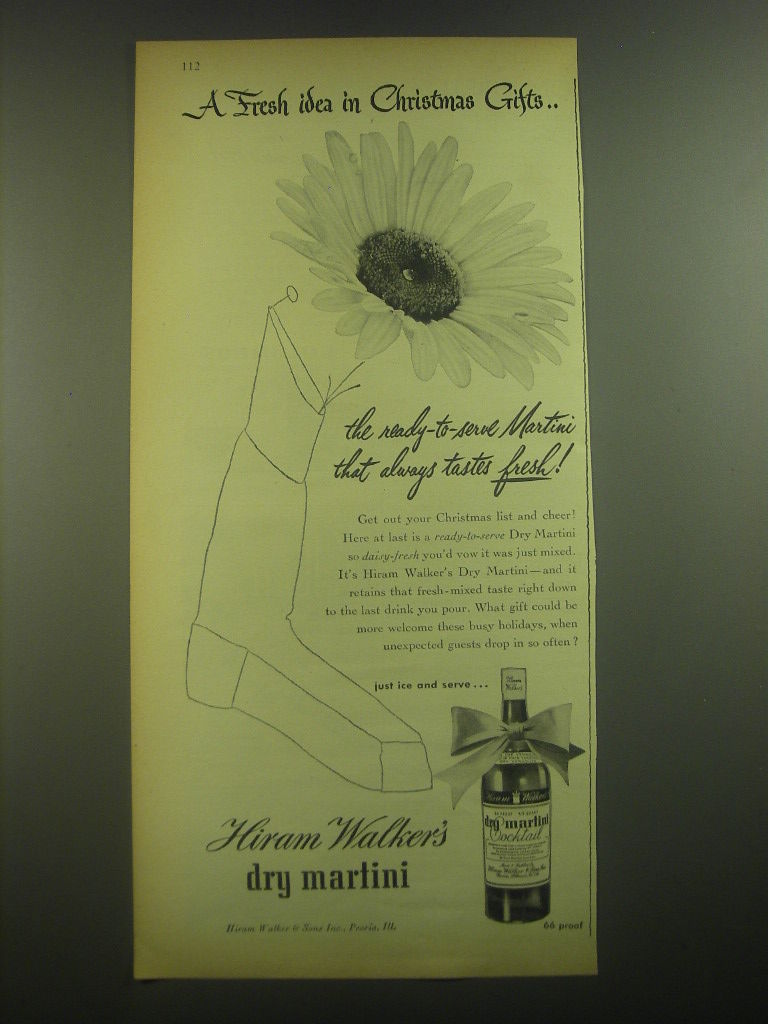 112
A Fresh idea in Christmas Gifts..
the ready-to-serve Martini
that always tastes fresh!
Get out your Christmas list and cheer!
Here at last is a ready-to-serve Dry Martini
so daisy-fresh you'd vow it was just mixed.
It's Hiram Walker's Dry Martini—and it
retains that fresh-mixed taste right down
to the last drink you pour. What gift could be
more welcome these busy holidays, when
unexpected guests drop in so often?
just ice and serve...
Hiram
Walker's
Hiram Walker
dry martini
Cocktail
Hiram Walker's
dry martini
Hiram Walker & Sons Inc., Peoria, Ill.
66 proof